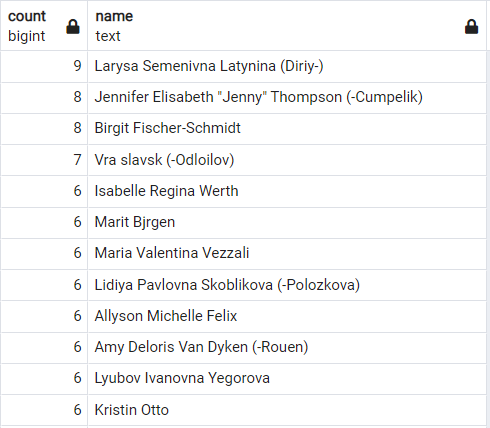 count name
bigint text
9 Larysa Semenivna Latynina (Diriy-)
8 Jennifer Elisabeth "Jenny" Thompson (-Cumpelik)
8 Birgit Fischer-Schmidt
7 Vra slavsk (-Odloilov)
6 Isabelle Regina Werth
6 Marit Bjrgen
6 Maria Valentina Vezzali
6 Lidiya Pavlovna Skoblikova (-Polozkova)
6 Allyson Michelle Felix
6 Amy Deloris Van Dyken (-Rouen)
6 Lyubov Ivanovna Yegorova
6 Kristin Otto